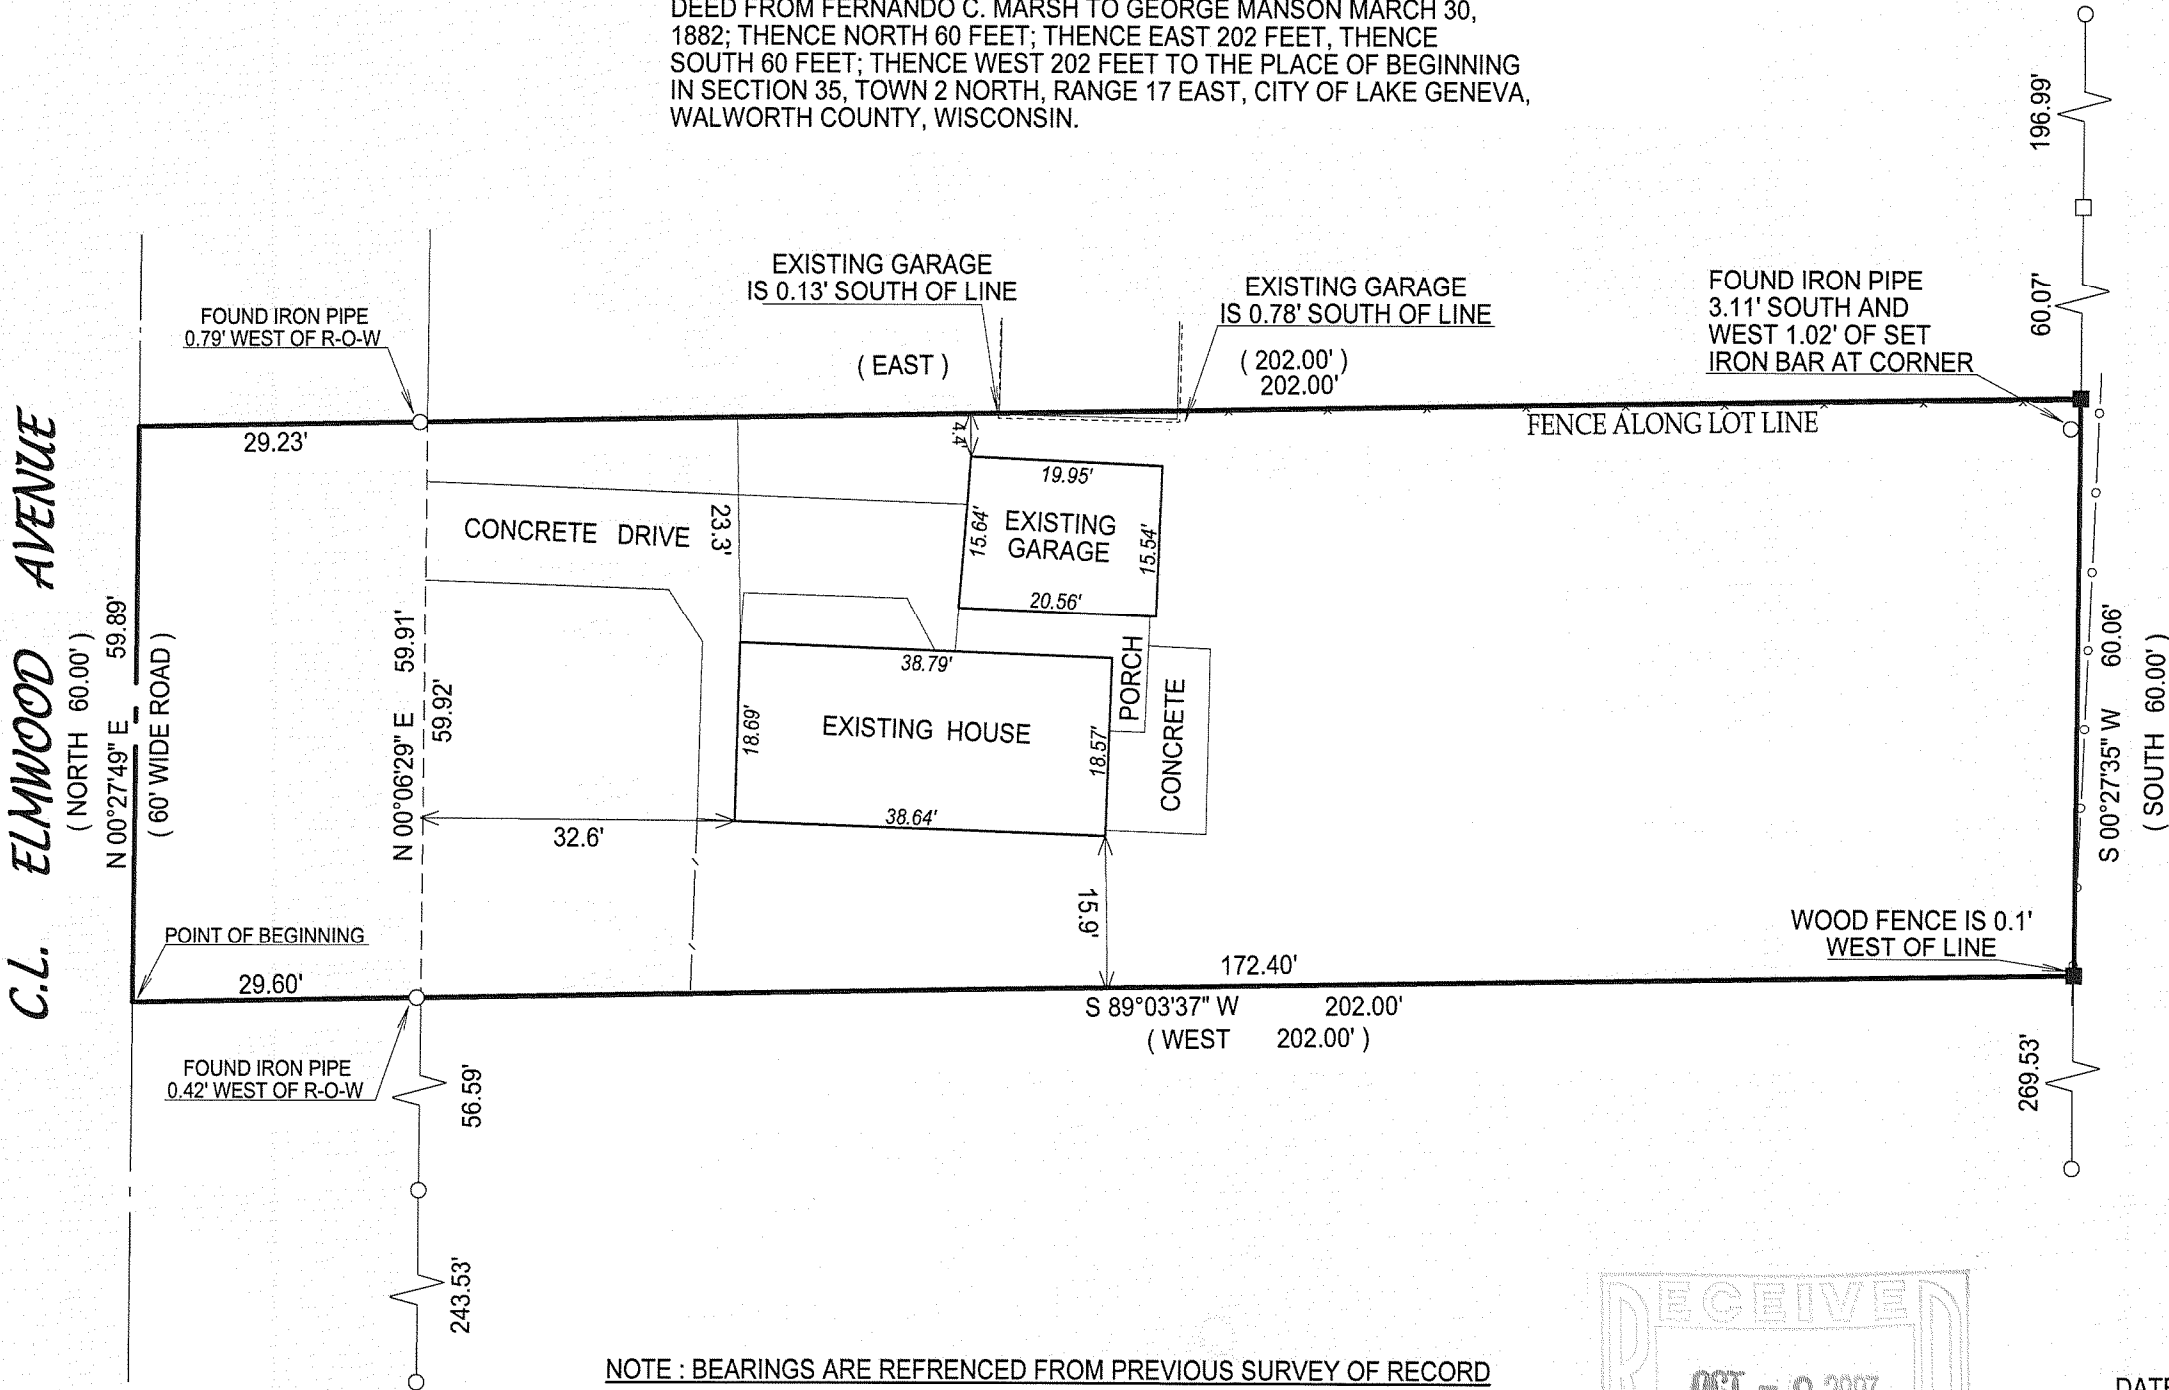 DEED FROM FERNANDO C. MARSH TO GEORGE MANSON MARCH 30,
1882; THENCE NORTH 60 FEET; THENCE EAST 202 FEET, THENCE
SOUTH 60 FEET; THENCE WEST 202 FEET TO THE PLACE OF BEGINNING
IN SECTION 35, TOWN 2 NORTH, RANGE 17 EAST, CITY OF LAKE GENEVA,
WALWORTH COUNTY, WISCONSIN.
196.99'
60.07'
EXISTING GARAGE
IS 0.13' SOUTH OF LINE
EXISTING GARAGE
IS 0.78' SOUTH OF LINE
FOUND IRON PIPE
3.11' SOUTH AND
WEST 1.02' OF SET
IRON BAR AT CORNER
FOUND IRON PIPE
0.79' WEST OF R-O-W
( EAST )
( 202.00' )
202.00'
29.23'
FENCE ALONG LOT LINE
4.4'
19.95'
EXISTING
GARAGE
15.64'
15.54'
20.56'
CONCRETE DRIVE
23.3'
C.L. ELMWOOD AVENUE
( NORTH 60.00' )
N 00°27'49" E 59.89'
( 60' WIDE ROAD )
N 00°06'29" E 59.91'
59.92'
38.79'
EXISTING HOUSE
18.69'
18.57'
38.64'
PORCH
CONCRETE
32.6'
15.9'
S 00°27'35" W 60.06'
( SOUTH 60.00' )
POINT OF BEGINNING
29.60'
WOOD FENCE IS 0.1'
WEST OF LINE
172.40'
S 89°03'37" W 202.00'
( WEST 202.00' )
FOUND IRON PIPE
0.42' WEST OF R-O-W
56.59'
269.53'
243.53'
NOTE : BEARINGS ARE REFRENCED FROM PREVIOUS SURVEY OF RECORD
RECEIVED
OCT
DATE